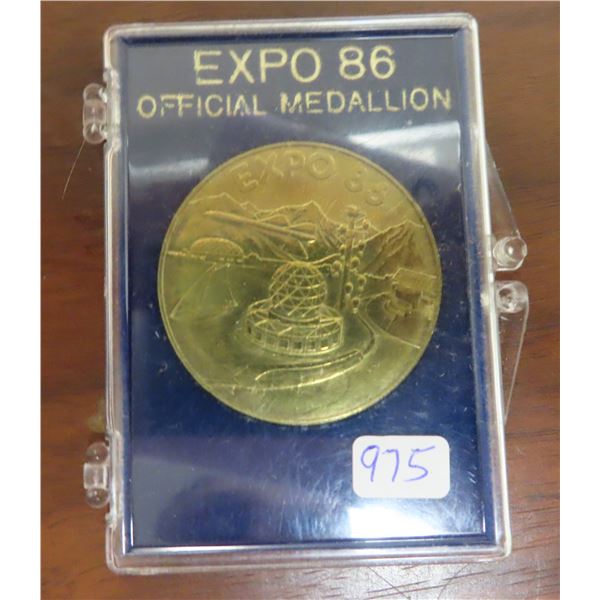 EXPO 86
OFFICIAL MEDALLION
EXPO 86
975